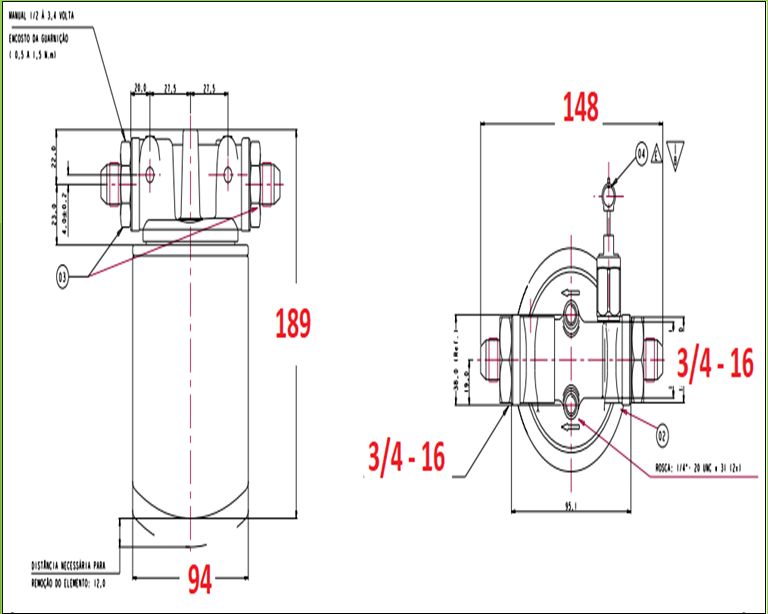 MANUAL 1/2 À 3,4 VOLTA
ENCOSTO DA GUARNIÇÃO
( 0,5 A 1,5 N.m)
20,0
27,5
27,5
22,0
23,0
4,0±0,2
03
189
94
DISTÂNCIA NECESSÁRIA PARA
REMOÇÃO DO ELEMENTO: 12,0
148
04
38,0 (Ref.)
19,0
3/4 - 16
3/4 - 16
02
ROSCA: 1/4"- 20 UNC x 31 (2x)
95,1